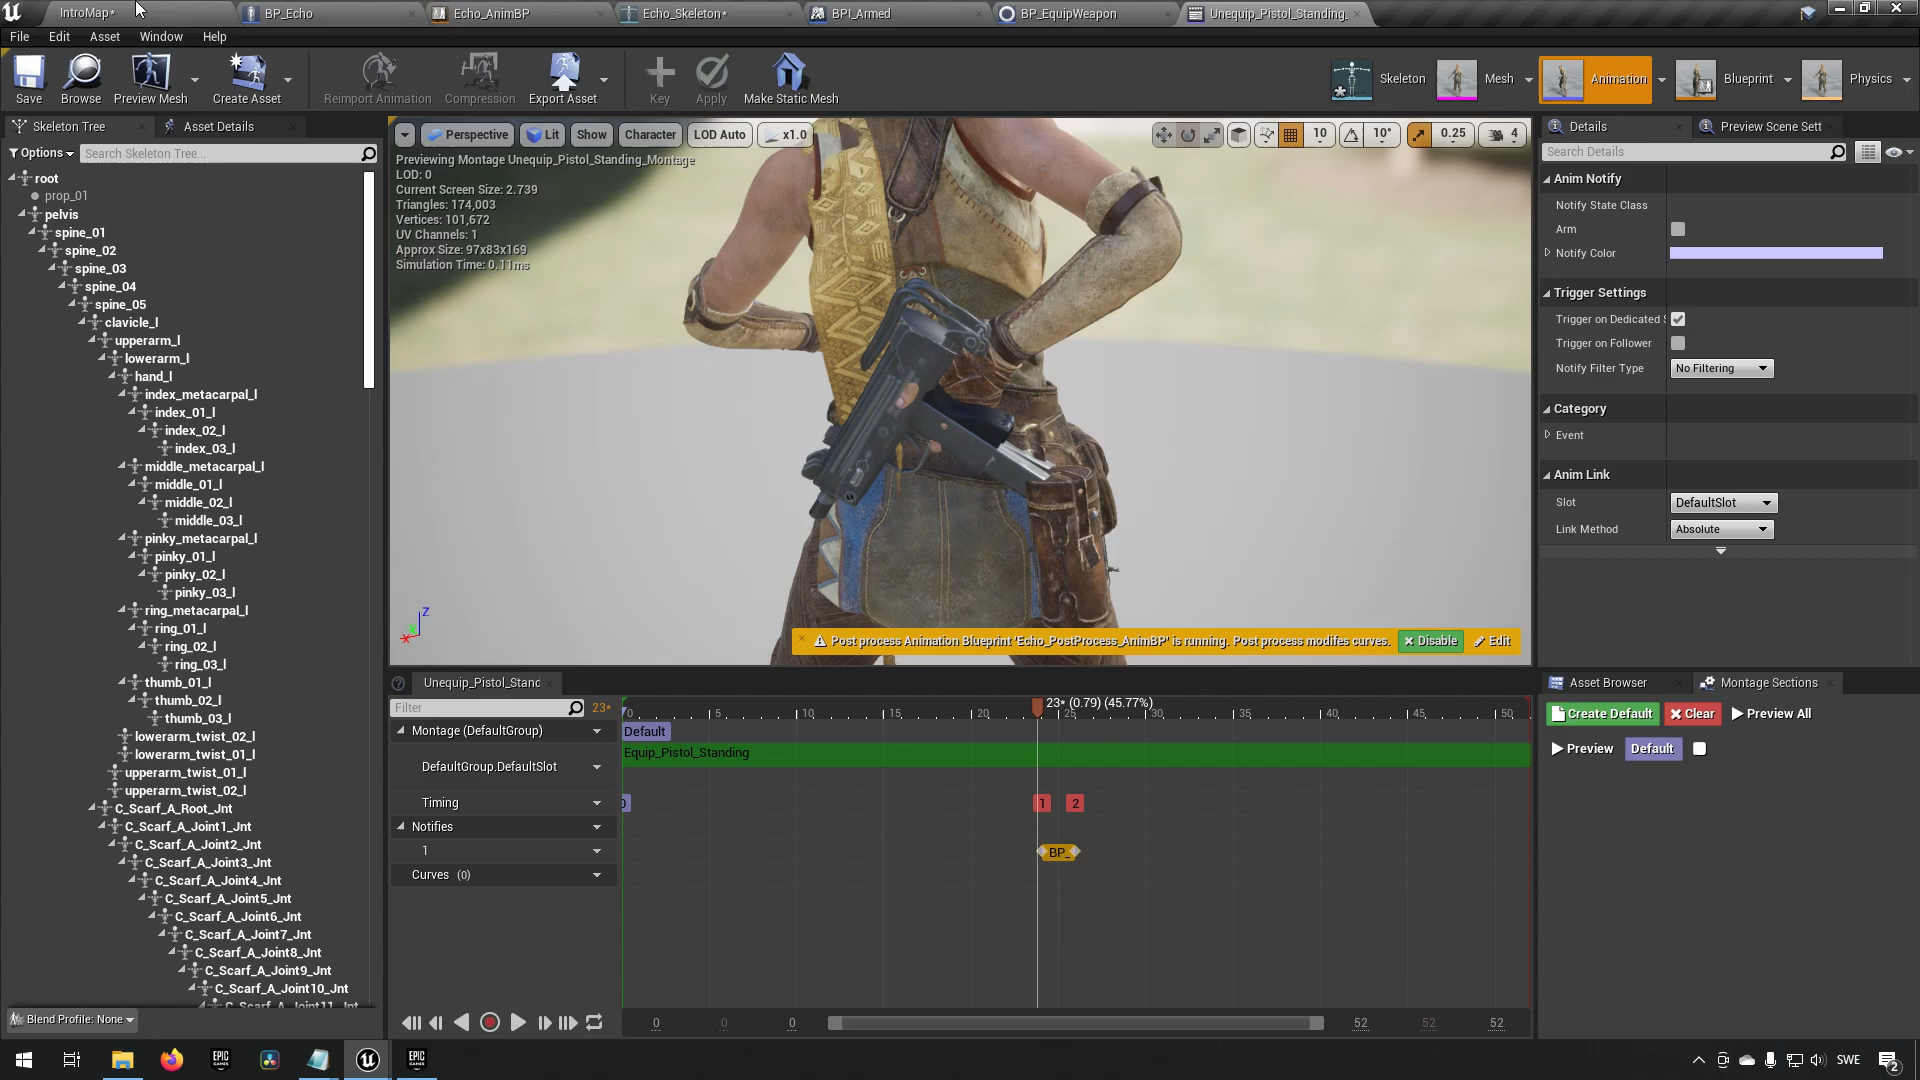 IntroMap*
BP_Echo
Echo_AnimBP
Echo_Skeleton*
BPI_Armed
BP_EquipWeapon
Unequip_Pistol_Standing_
File Edit Asset Window Help
Save
Browse
Preview Mesh
Create Asset
Reimport Animation
Compression
Export Asset
Key
Apply
Make Static Mesh
Skeleton
Mesh
Animation
Blueprint
Physics
Skeleton Tree
Asset Details
Options
Search Skeleton Tree...
root
prop_01
pelvis
spine_01
spine_02
spine_03
spine_04
spine_05
clavicle_l
upperarm_l
lowerarm_l
hand_l
index_metacarpal_l
index_01_l
index_02_l
index_03_l
middle_metacarpal_l
middle_01_l
middle_02_l
middle_03_l
pinky_metacarpal_l
pinky_01_l
pinky_02_l
pinky_03_l
ring_metacarpal_l
ring_01_l
ring_02_l
ring_03_l
thumb_01_l
thumb_02_l
thumb_03_l
lowerarm_twist_02_l
lowerarm_twist_01_l
upperarm_twist_01_l
upperarm_twist_02_l
C_Scarf_A_Root_Jnt
C_Scarf_A_Joint1_Jnt
C_Scarf_A_Joint2_Jnt
C_Scarf_A_Joint3_Jnt
C_Scarf_A_Joint4_Jnt
C_Scarf_A_Joint5_Jnt
C_Scarf_A_Joint6_Jnt
C_Scarf_A_Joint7_Jnt
C_Scarf_A_Joint8_Jnt
C_Scarf_A_Joint9_Jnt
C_Scarf_A_Joint10_Jnt
C_Scarf_A_Joint11_Jnt
Blend Profile: None
Perspective
Lit
Show
Character
LOD Auto
x1.0
10
10°
0.25
4
Previewing Montage Unequip_Pistol_Standing_Montage
LOD: 0
Current Screen Size: 2.739
Triangles: 174,003
Vertices: 101,672
UV Channels: 1
Approx Size: 97x83x169
Simulation Time: 0.11ms
Z
X
Post process Animation Blueprint 'Echo_PostProcess_AnimBP' is running. Post process modifes curves.
Disable
Edit
Unequip_Pistol_Stand
Filter
23*
23* (0.79) (45.77%)
0 5 10 15 20 25 30 35 40 45 50
Montage (DefaultGroup)
Default
Equip_Pistol_Standing
DefaultGroup.DefaultSlot
Timing
0
1
2
Notifies
1
BP_
Curves (0)
0 0 0 52 52 52
Details
Preview Scene Sett
Search Details
Anim Notify
Notify State Class
Arm
Notify Color
Trigger Settings
Trigger on Dedicated S
Trigger on Follower
Notify Filter Type
No Filtering
Category
Event
Anim Link
Slot
DefaultSlot
Link Method
Absolute
Asset Browser
Montage Sections
Create Default
Clear
Preview All
Preview
Default
EPIC GAMES
EPIC GAMES
SWE
2